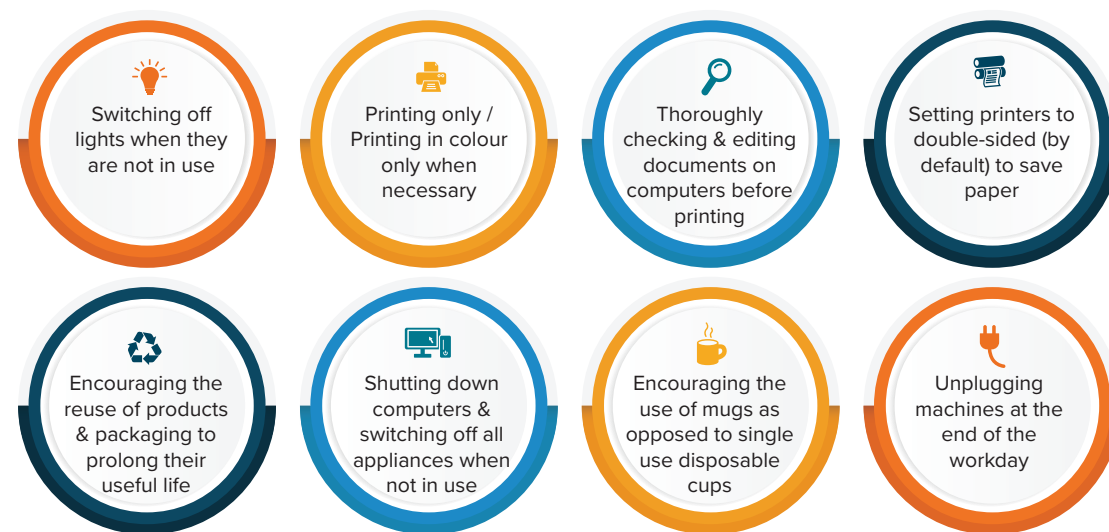 Switching off
lights when they
are not in use
Printing only /
Printing in colour
only when
necessary
Thoroughly
checking & editing
documents on
computers before
printing
Setting printers to
double-sided (by
default) to save
paper
Encouraging the
reuse of products
& packaging to
prolong their
useful life
Shutting down
computers &
switching off all
appliances when
not in use
Encouraging the
use of mugs as
opposed to single
use disposable
cups
Unplugging
machines at the
end of the
workday